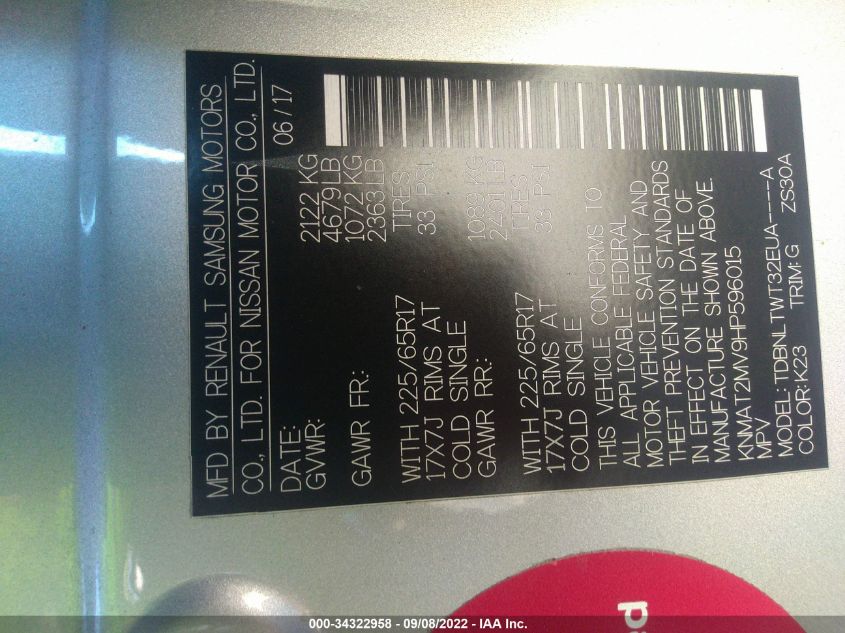 MFD BY RENAULT SAMSUNG MOTORS
CO., LTD. FOR NISSAN MOTOR CO., LTD.
DATE: 06 / 17
GVWR: 2122 KG
4679 LB
GAWR FR: 1072 KG
2363 LB
WITH 225/65R17 TIRES
17X7J RIMS AT 33 PSI
COLD SINGLE
GAWR RR: 1089 KG
2401 LB
WITH 225/65R17 TIRES
17X7J RIMS AT 33 PSI
COLD SINGLE
THIS VEHICLE CONFORMS TO
ALL APPLICABLE FEDERAL
MOTOR VEHICLE SAFETY AND
THEFT PREVENTION STANDARDS
IN EFFECT ON THE DATE OF
MANUFACTURE SHOWN ABOVE.
KNMAT2MV9HP596015
MPV
MODEL: TDBNLTWT32EUA----A
COLOR: K23 TRIM: G ZS30A
000-34322958 - 09/08/2022 - IAA Inc.